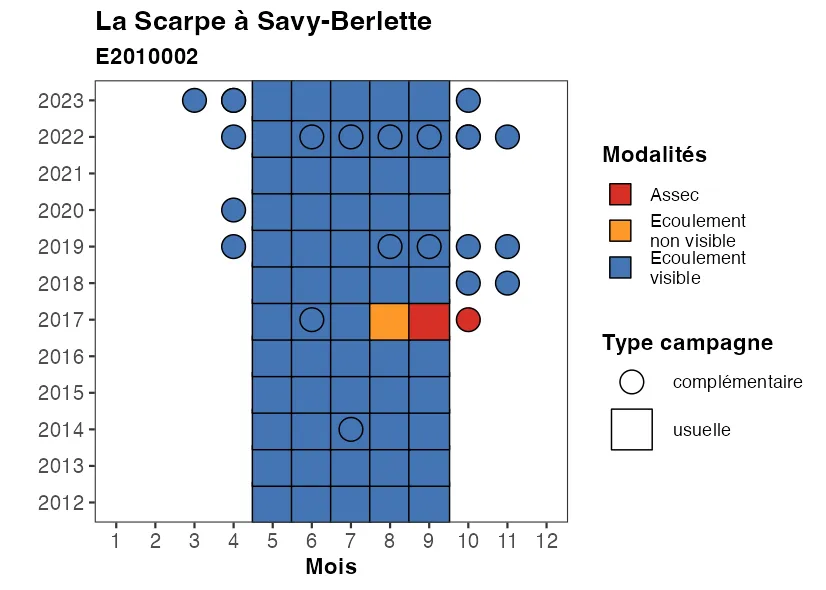 La Scarpe à Savy-Berlette
E2010002
2023
2022
2021
2020
2019
2018
2017
2016
2015
2014
2013
2012
1 2 3 4 5 6 7 8 9 10 11 12
Mois
Modalités
Assec
Ecoulement
non visible
Ecoulement
visible
Type campagne
complémentaire
usuelle